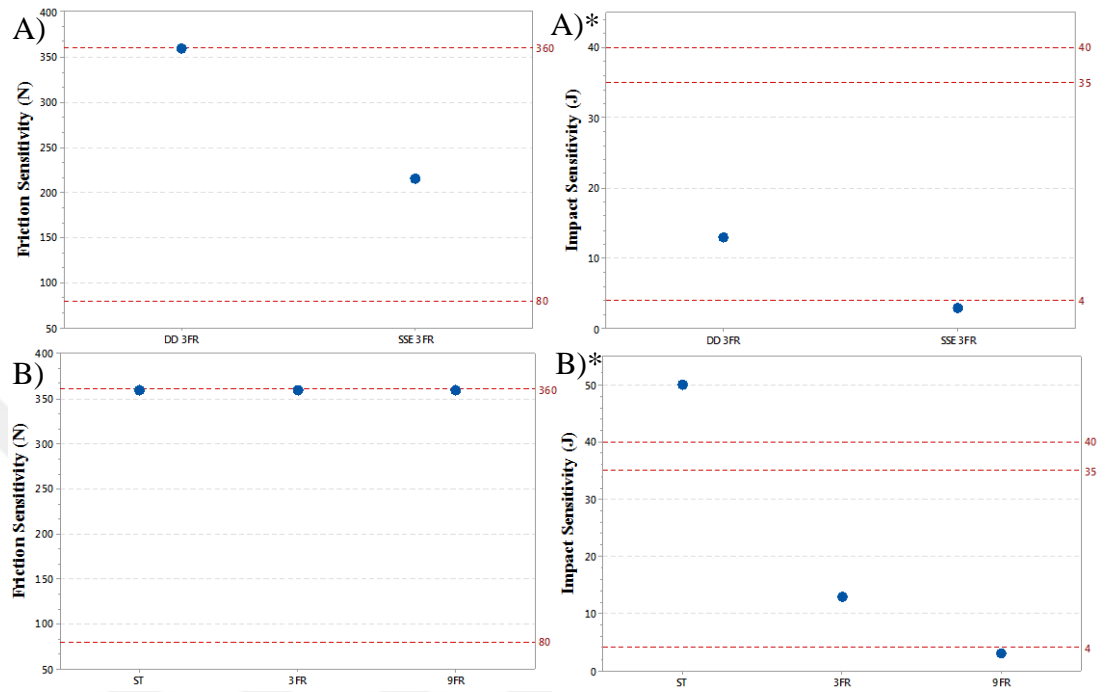 A)
Friction Sensitivity (N)
400
350
300
250
200
150
100
50
360
80
DD 3FR
SSE 3FR
A)*
Impact Sensitivity (J)
40
30
20
10
0
40
35
4
DD 3FR
SSE 3FR
B)
Friction Sensitivity (N)
400
350
300
250
200
150
100
50
360
80
ST
3FR
9FR
B)*
Impact Sensitivity (J)
50
40
30
20
10
0
40
35
4
ST
3FR
9FR